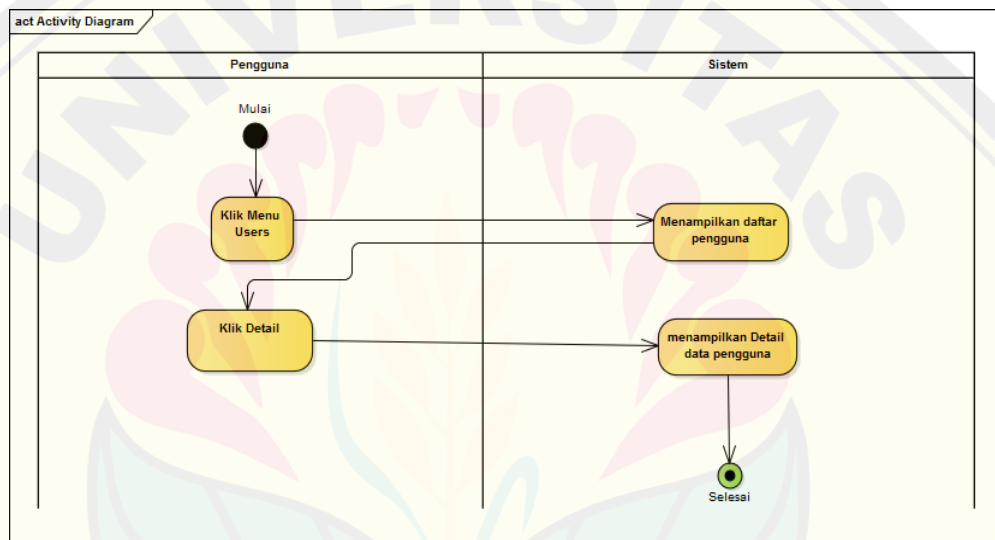 act Activity Diagram
Pengguna
Sistem
Mulai
Klik Menu
Users
Menampilkan daftar
pengguna
Klik Detail
menampilkan Detail
data pengguna
Selesai
UNIVERSITAS